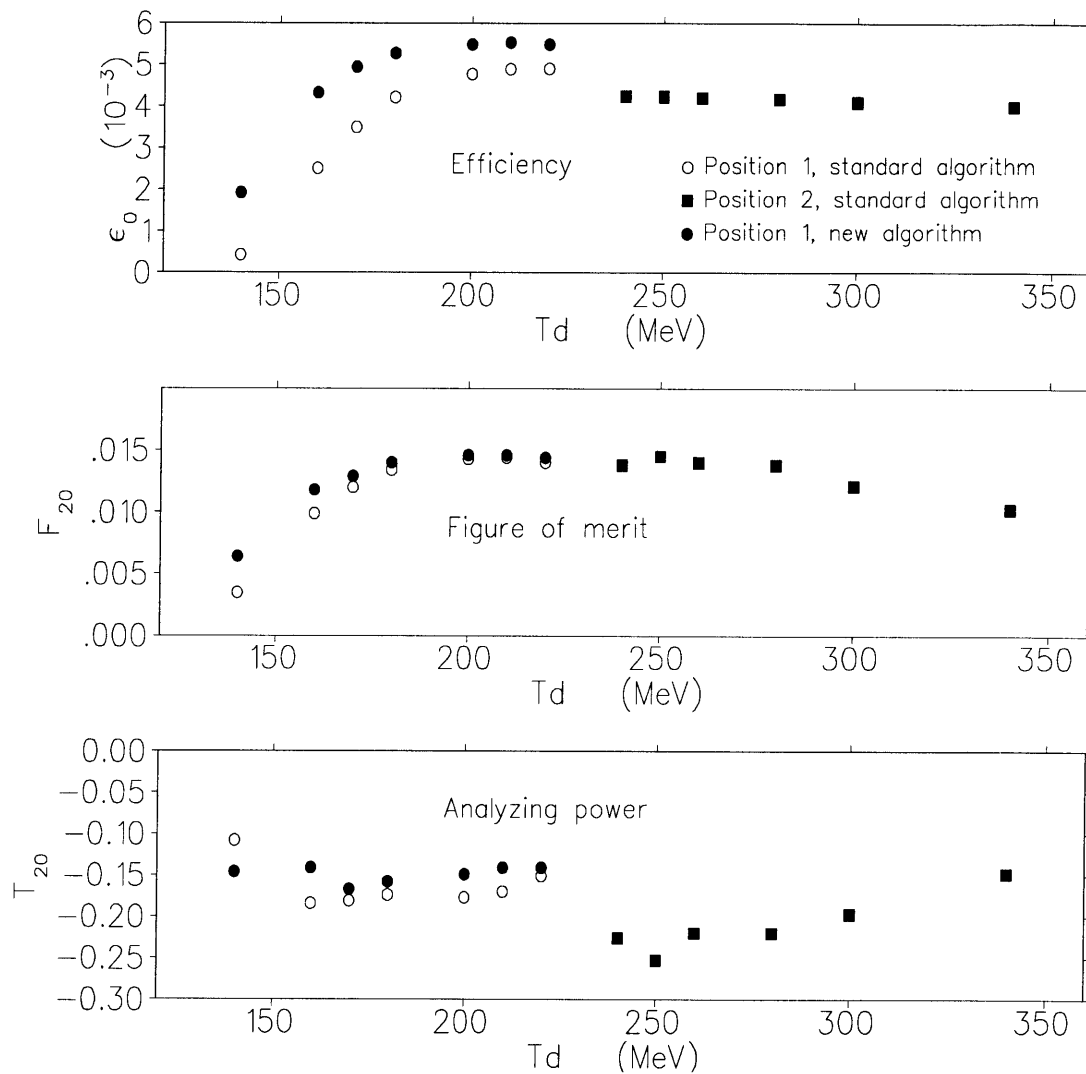 6
5
4
3
2
1
0
ϵ₀ (10⁻³)
Efficiency
○ Position 1, standard algorithm
■ Position 2, standard algorithm
● Position 1, new algorithm
150 200 250 300 350
Td (MeV)
.015
.010
.005
.000
F₂₀
Figure of merit
150 200 250 300 350
Td (MeV)
0.00
−0.05
−0.10
−0.15
−0.20
−0.25
−0.30
T₂₀
Analyzing power
150 200 250 300 350
Td (MeV)